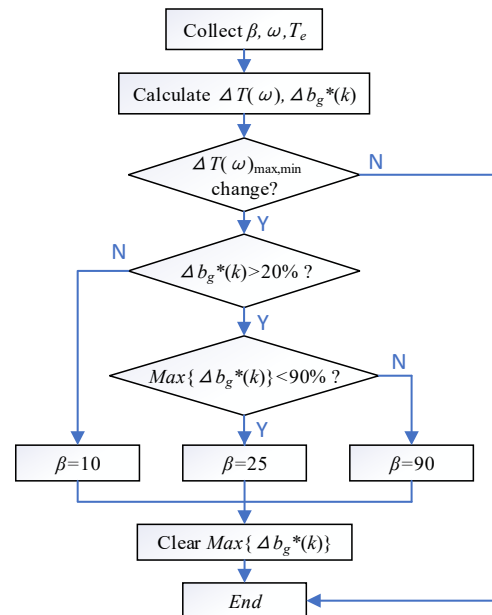 Collect β, ω, T_e
Calculate ΔT(ω), Δb_g*(k)
ΔT(ω)_max,min
change?
N
Y
N
Δb_g*(k)>20% ?
Y
Max{Δb_g*(k)}<90% ?
N
Y
β=10
β=25
β=90
Clear Max{Δb_g*(k)}
End